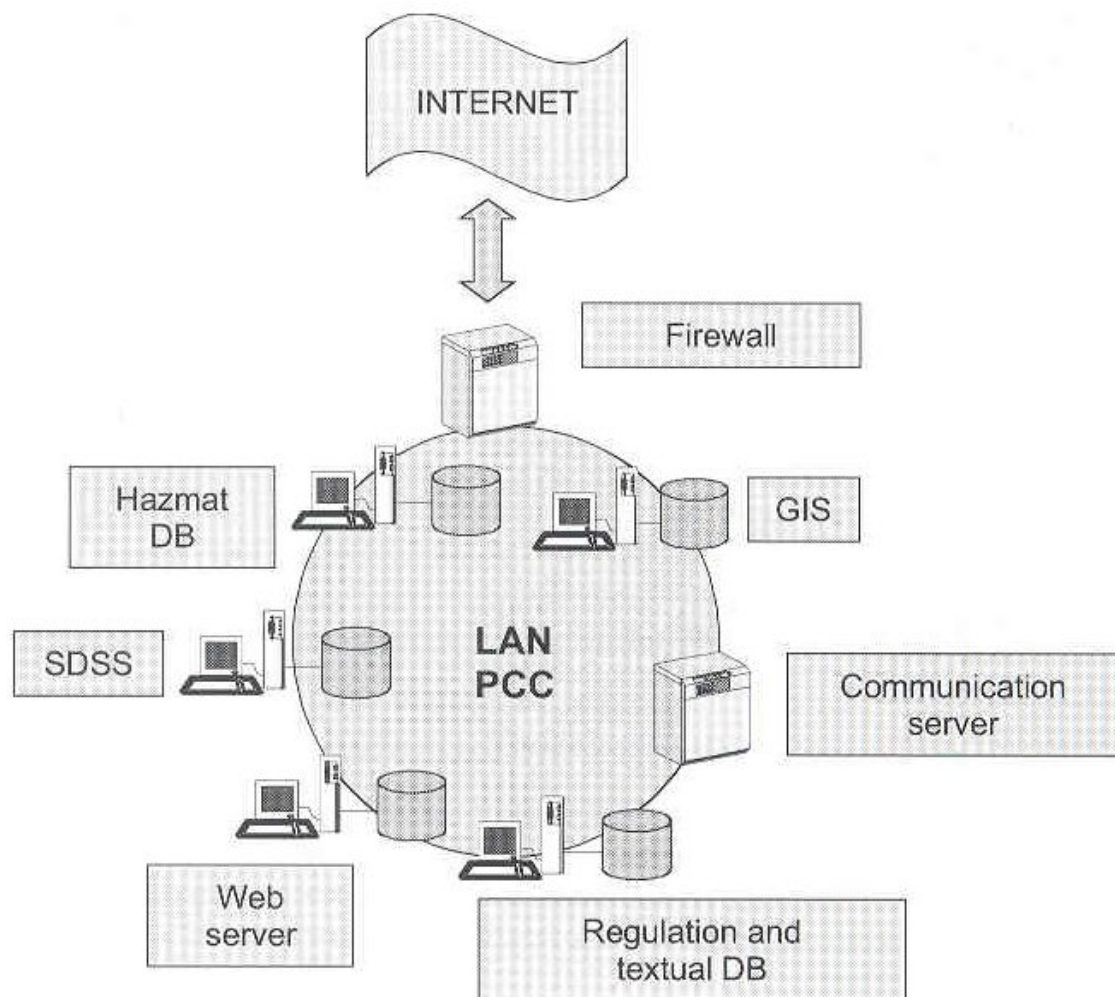 INTERNET
Firewall
Hazmat
DB
GIS
SDSS
LAN
PCC
Communication
server
Web
server
Regulation and
textual DB